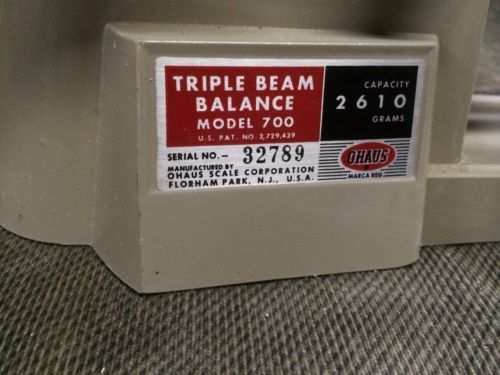 TRIPLE BEAM
BALANCE
MODEL 700
U.S. PAT. NO. 2,729,439
CAPACITY
2610
GRAMS
SERIAL NO.- 32789
MANUFACTURED BY
OHAUS SCALE CORPORATION
FLORHAM PARK, N.J., U.S.A.
OHAUS
MARCA REG